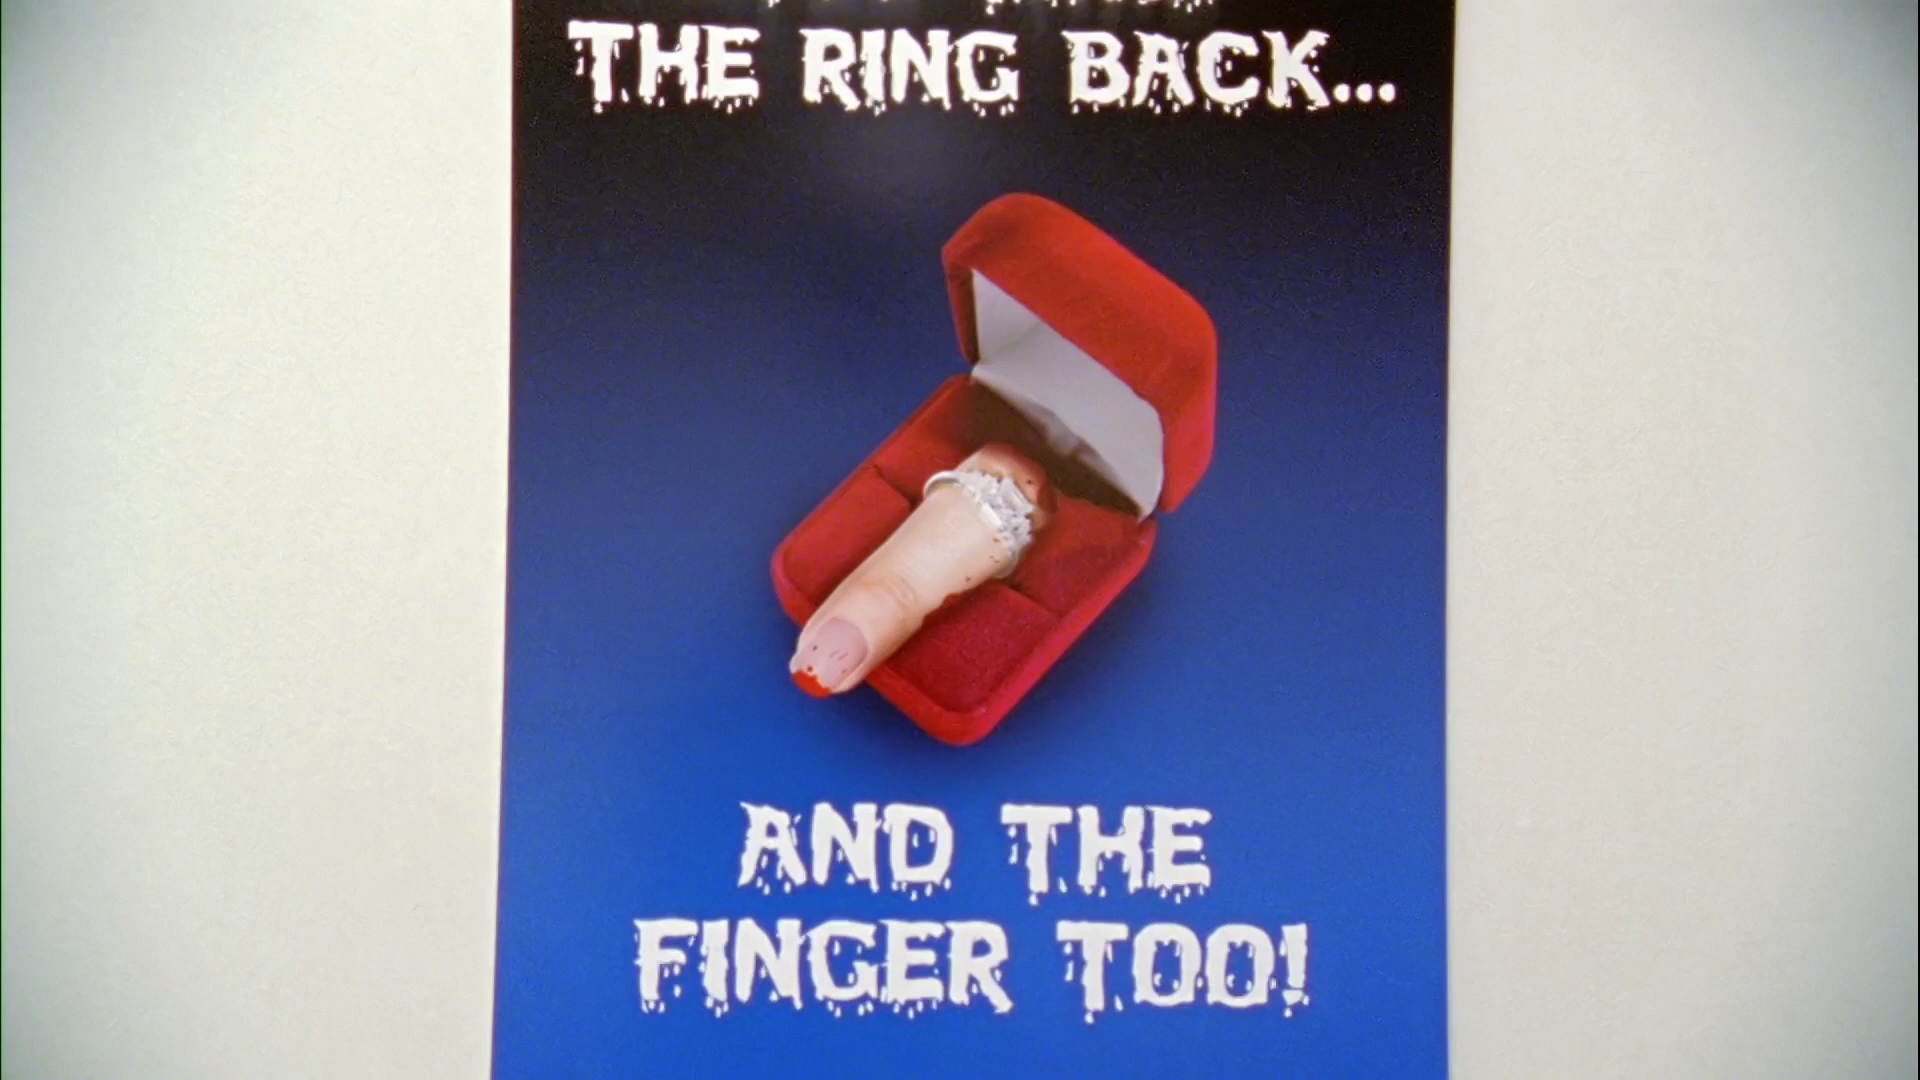 THE RING BACK...
AND THE
FINGER TOO!